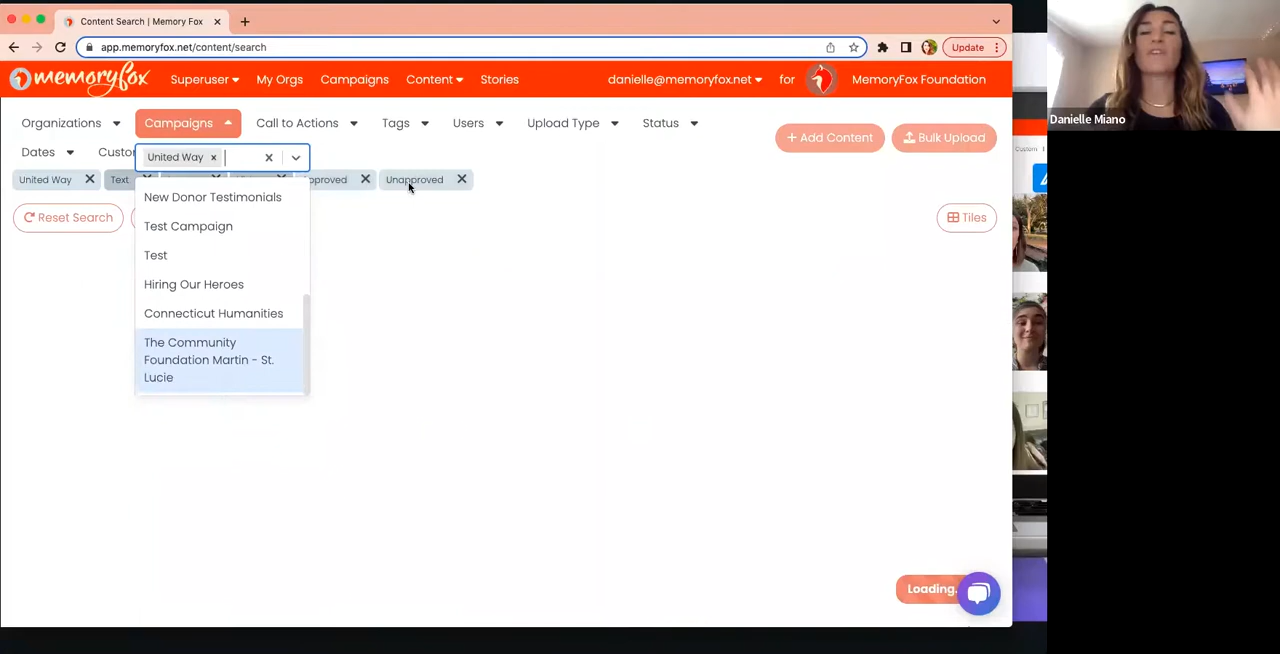 Content Search | Memory Fox
app.memoryfox.net/content/search
Update
memoryfox
Superuser My Orgs Campaigns Content Stories
danielle@memoryfox.net for MemoryFox Foundation
Organizations Campaigns Call to Actions Tags Users Upload Type Status
+ Add Content Bulk Upload
Dates
United Way
United Way Text Unapproved
Reset Search
Tiles
New Donor Testimonials
Test Campaign
Test
Hiring Our Heroes
Connecticut Humanities
The Community
Foundation Martin - St.
Lucie
Loading.
Danielle Miano